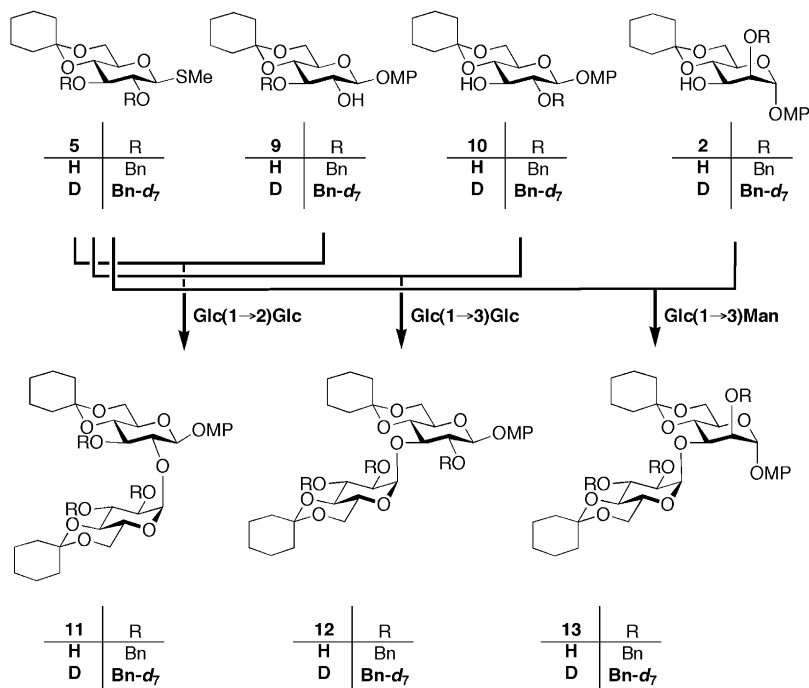 O
O
O
RO
RO
SMe
O
O
O
RO
OMP
OH
O
O
O
HO
OMP
OR
OR
O
O
O
HO
OMP
5 R
H Bn
D Bn-d7
9 R
H Bn
D Bn-d7
10 R
H Bn
D Bn-d7
2 R
H Bn
D Bn-d7
Glc(1→2)Glc
Glc(1→3)Glc
Glc(1→3)Man
O
O
O
RO
OMP
O
OR
RO
O
O
O
O
O
O
OMP
O
RO
OR
RO
O
O
O
OR
O
O
O
O
OMP
OR
RO
O
O
O
11 R
H Bn
D Bn-d7
12 R
H Bn
D Bn-d7
13 R
H Bn
D Bn-d7